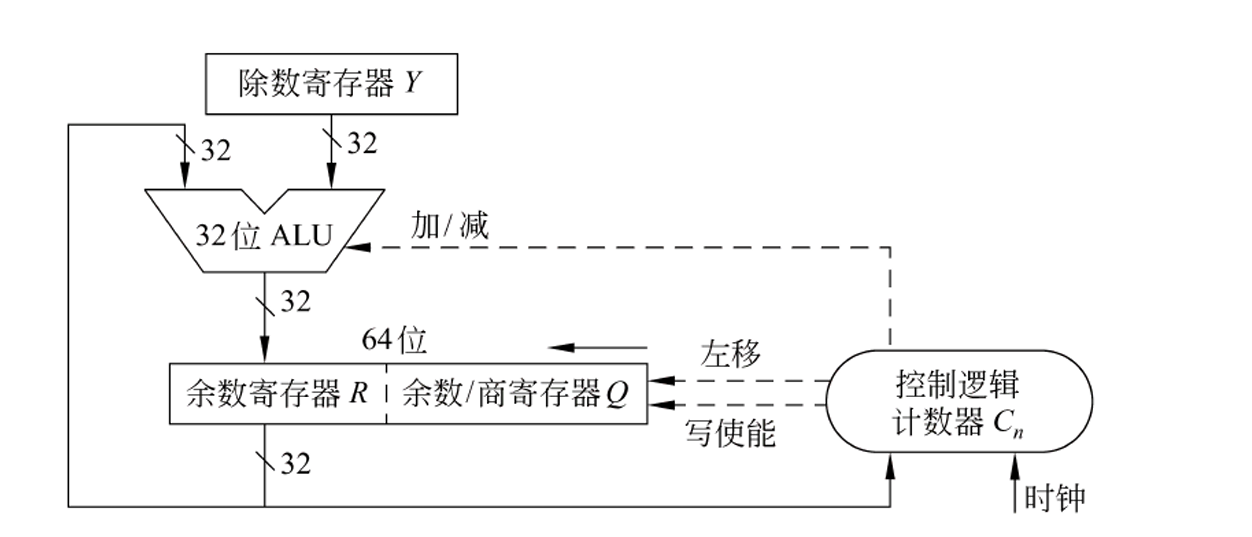 除数寄存器 Y
32
32
32位 ALU
加/减
32
64位
左移
余数寄存器 R
余数/商寄存器 Q
控制逻辑
计数器 Cₙ
写使能
32
时钟